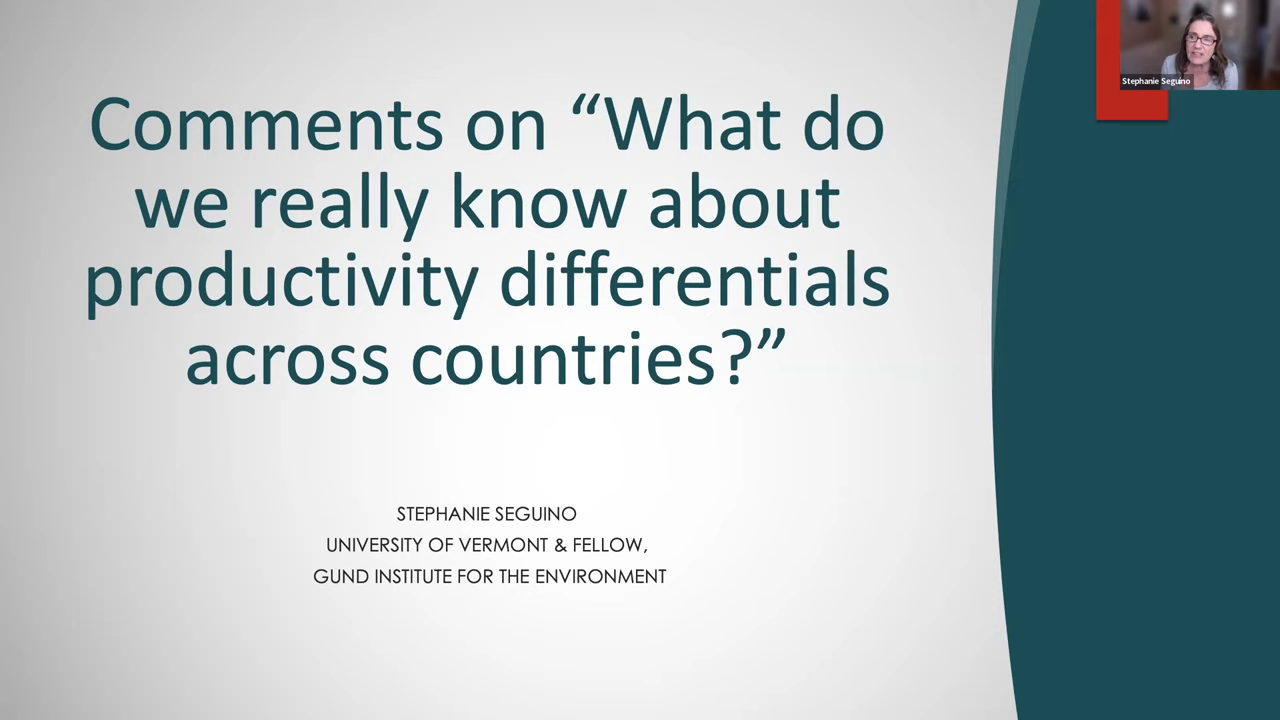 Comments on “What do
we really know about
productivity differentials
across countries?”
STEPHANIE SEGUINO
UNIVERSITY OF VERMONT & FELLOW,
GUND INSTITUTE FOR THE ENVIRONMENT
Stephanie Seguino